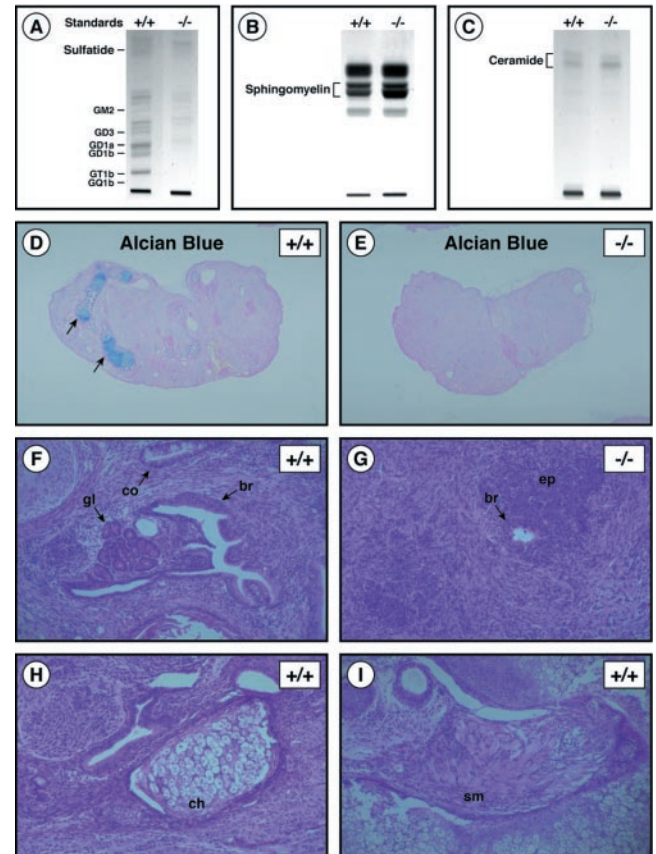 A
Standards +/+ -/-
Sulfatide
GM2
GD3
GD1a
GD1b
GT1b
GQ1b
B
+/+ -/-
Sphingomyelin
C
+/+ -/-
Ceramide
D
Alcian Blue
+/+
E
Alcian Blue
-/-
F
+/+
co
br
gl
G
-/-
ep
br
H
+/+
ch
I
+/+
sm